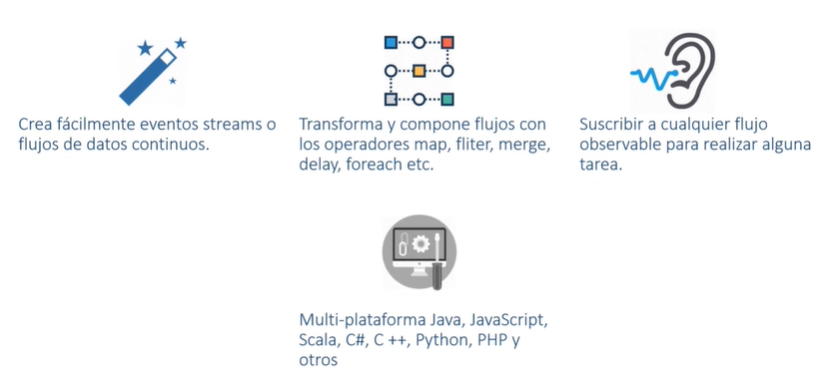 Crea fácilmente eventos streams o
flujos de datos continuos.
Transforma y compone flujos con
los operadores map, fliter, merge,
delay, foreach etc.
Suscribir a cualquier flujo
observable para realizar alguna
tarea.
Multi-plataforma Java, JavaScript,
Scala, C#, C ++, Python, PHP y
otros